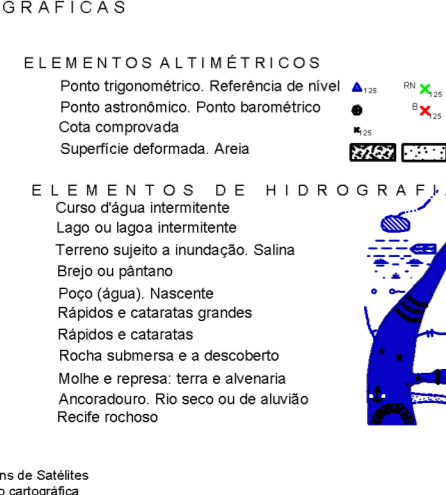 GRAFICAS
ELEMENTOS ALTIMÉTRICOS
Ponto trigonométrico. Referência de nível 125 RN 125
Ponto astronômico. Ponto barométrico B 125
Cota comprovada 125
Superfície deformada. Areia
ELEMENTOS DE HIDROGRAFIA
Curso d'água intermitente
Lago ou lagoa intermitente
Terreno sujeito a inundação. Salina
Brejo ou pântano
Poço (água). Nascente
Rápidos e cataratas grandes
Rápidos e cataratas
Rocha submersa e a descoberto
Molhe e represa: terra e alvenaria
Ancoradouro. Rio seco ou de aluvião
Recife rochoso
ns de Satélites
o cartográfica